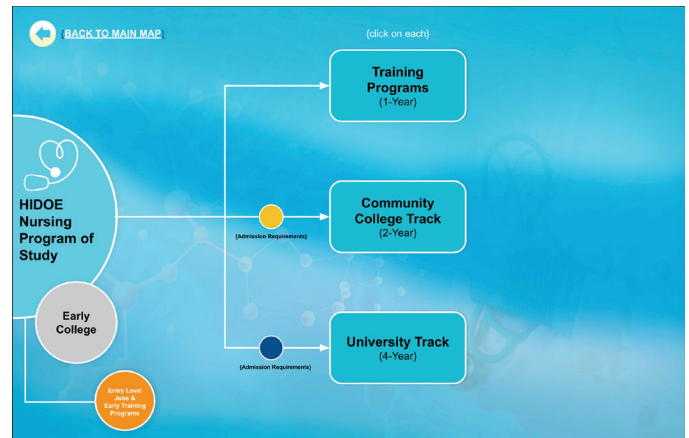 {BACK TO MAIN MAP}
{click on each}
Training
Programs
(1-Year)
HIDOE
Nursing
Program of
Study
Community
College Track
(2-Year)
{Admission Requirements}
Early
College
University Track
(4-Year)
{Admission Requirements}
Entry Level
Jobs &
Early Training
Programs